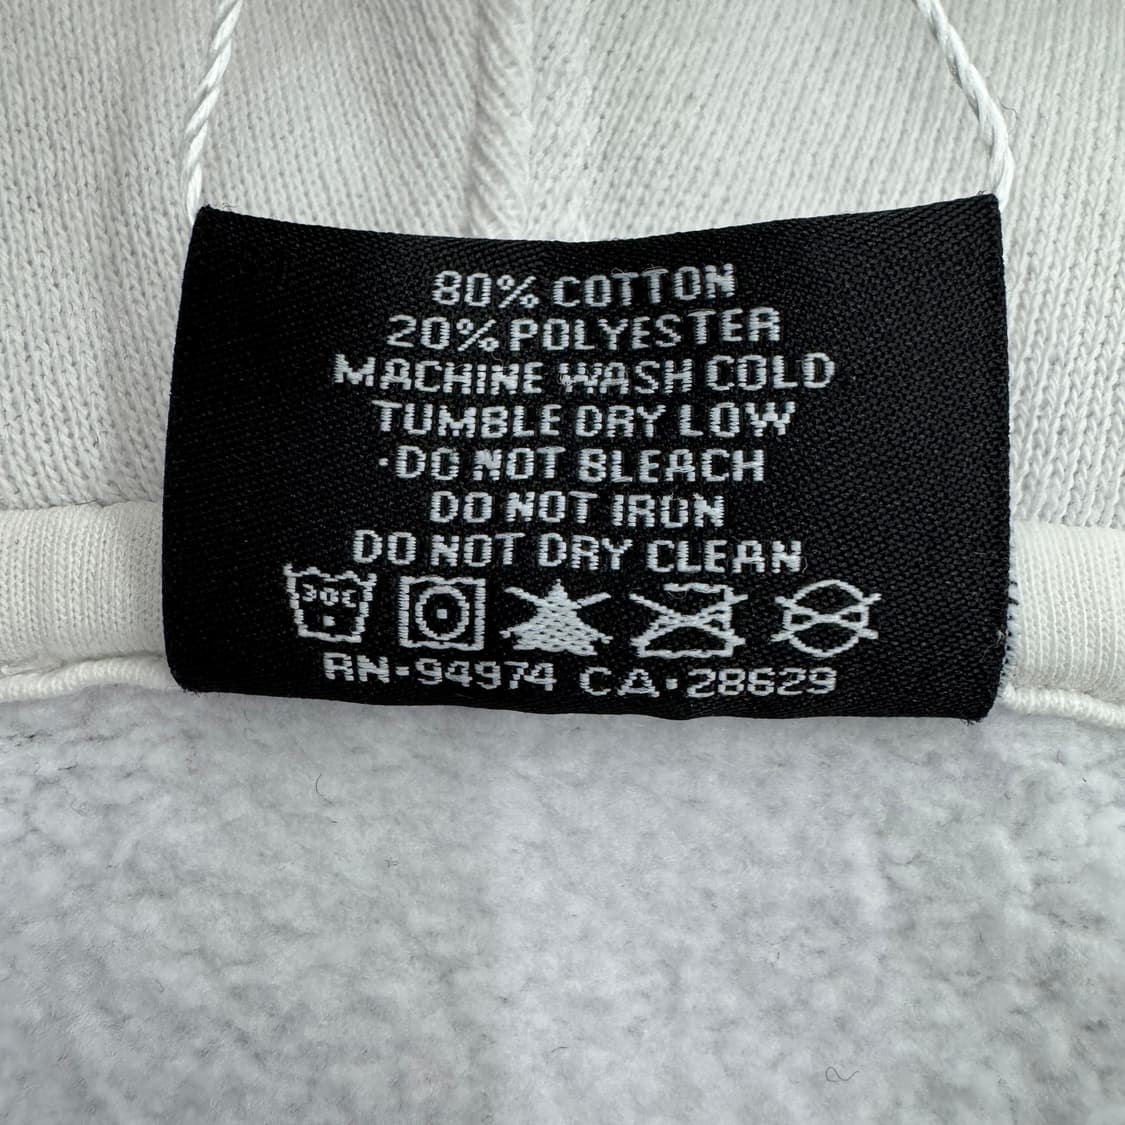 80% COTTON
20% POLYESTER
MACHINE WASH COLD
TUMBLE DRY LOW
·DO NOT BLEACH
DO NOT IRON
DO NOT DRY CLEAN
30C
RN·94974 CA·28629